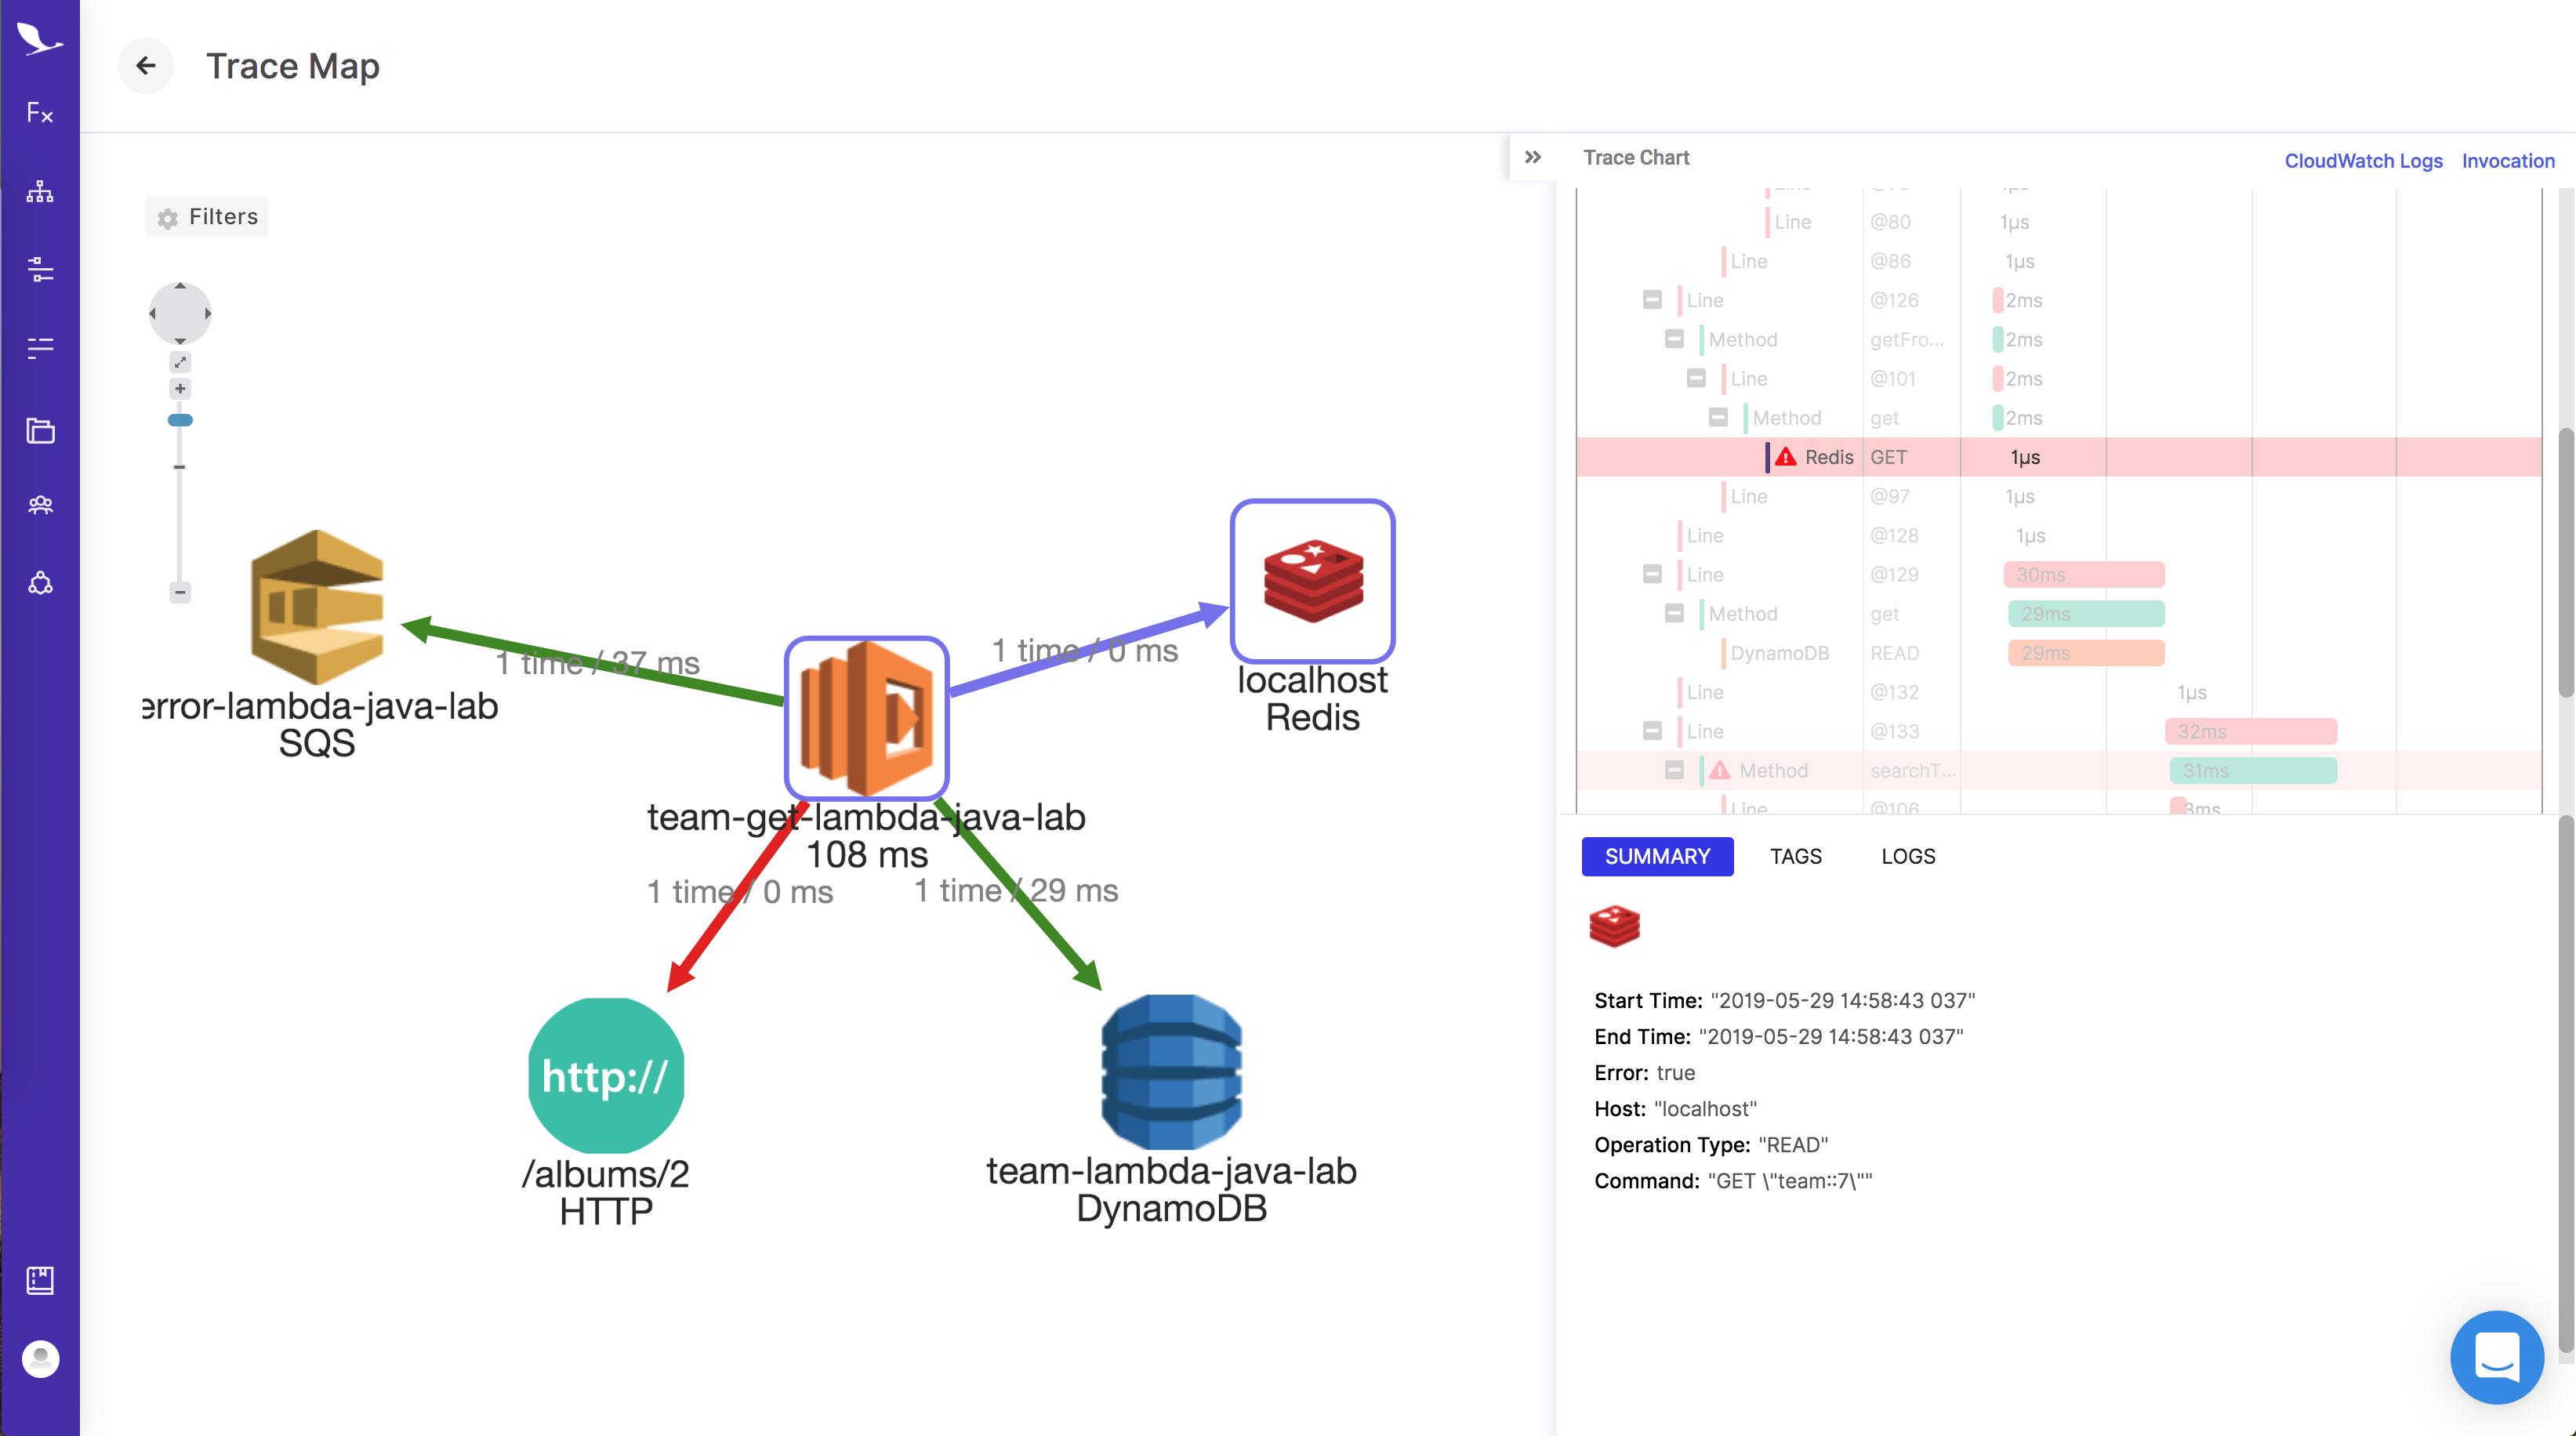 Trace Map
Fx
Filters
1 time / 37 ms
1 time / 0 ms
error-lambda-java-lab
SQS
localhost
Redis
team-get-lambda-java-lab
108 ms
1 time / 0 ms
1 time / 29 ms
http://
/albums/2
HTTP
team-lambda-java-lab
DynamoDB
Trace Chart
CloudWatch Logs Invocation
Line @80 1µs
Line @86 1µs
Line @126 2ms
Method getFro... 2ms
Line @101 2ms
Method get 2ms
Redis GET 1µs
Line @97 1µs
Line @128 1µs
Line @129 30ms
Method get 29ms
DynamoDB READ 29ms
Line @132 1µs
Line @133 32ms
Method searchT... 31ms
Line @106 3ms
SUMMARY TAGS LOGS
Start Time: "2019-05-29 14:58:43 037"
End Time: "2019-05-29 14:58:43 037"
Error: true
Host: "localhost"
Operation Type: "READ"
Command: "GET \"team::7\""